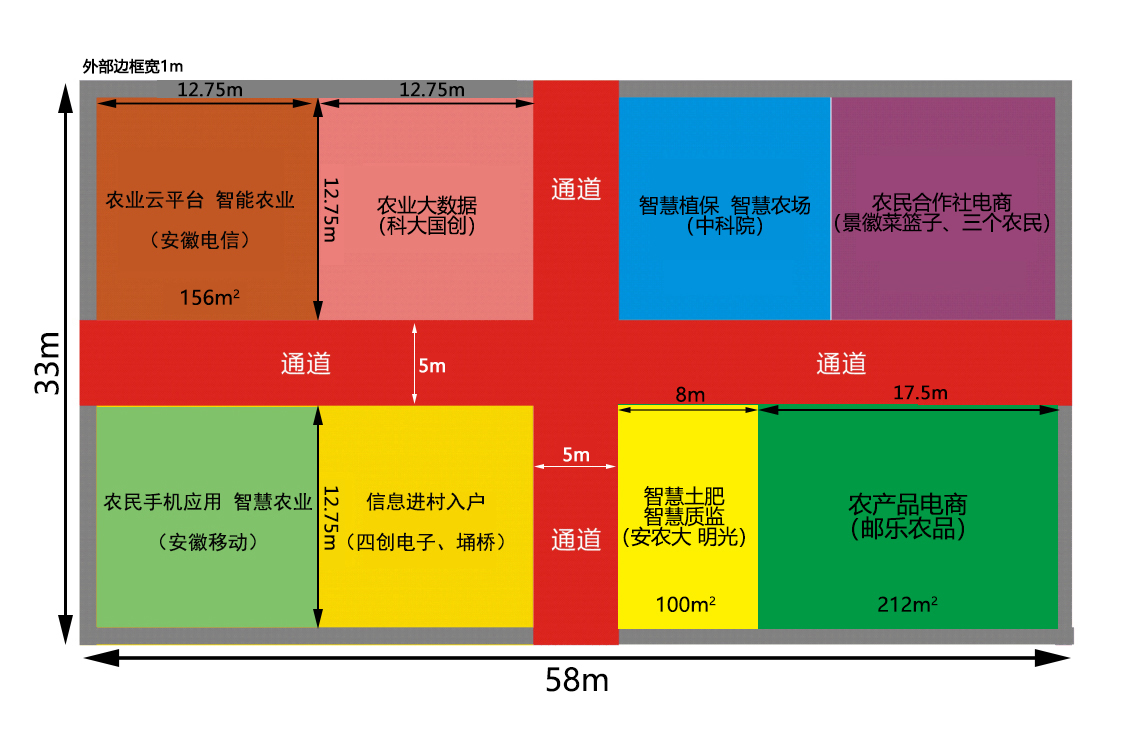 外部边框宽1m
12.75m
12.75m
12.75m
农业云平台 智能农业
（安徽电信）
156m²
农业大数据
(科大国创)
通道
智慧植保 智慧农场
(中科院)
农民合作社电商
(景徽菜篮子、三个农民)
33m
通道
5m
通道
8m
17.5m
5m
农民手机应用 智慧农业
（安徽移动）
12.75m
信息进村入户
（四创电子、埇桥）
通道
智慧土肥
智慧质监
(安农大 明光)
100m²
农产品电商
(邮乐农品)
212m²
58m